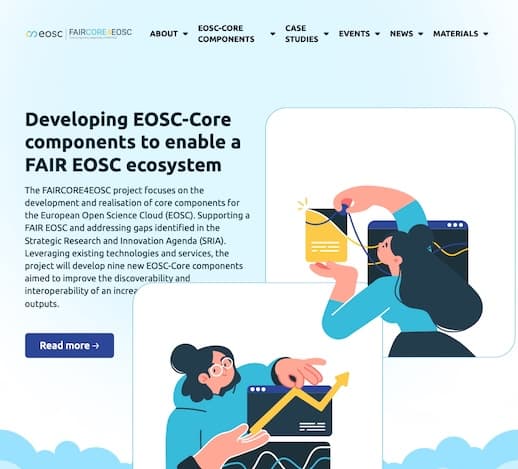 eosc | FAIRCORE4EOSC
ABOUT
EOSC-CORE
COMPONENTS
CASE
STUDIES
EVENTS
NEWS
MATERIALS
Developing EOSC-Core
components to enable a
FAIR EOSC ecosystem
The FAIRCORE4EOSC project focuses on the
development and realisation of core components for
the European Open Science Cloud (EOSC). Supporting a
FAIR EOSC and addressing gaps identified in the
Strategic Research and Innovation Agenda (SRIA).
Leveraging existing technologies and services, the
project will develop nine new EOSC-Core components
aimed to improve the discoverability and
interoperability of an
outputs.
Read more →